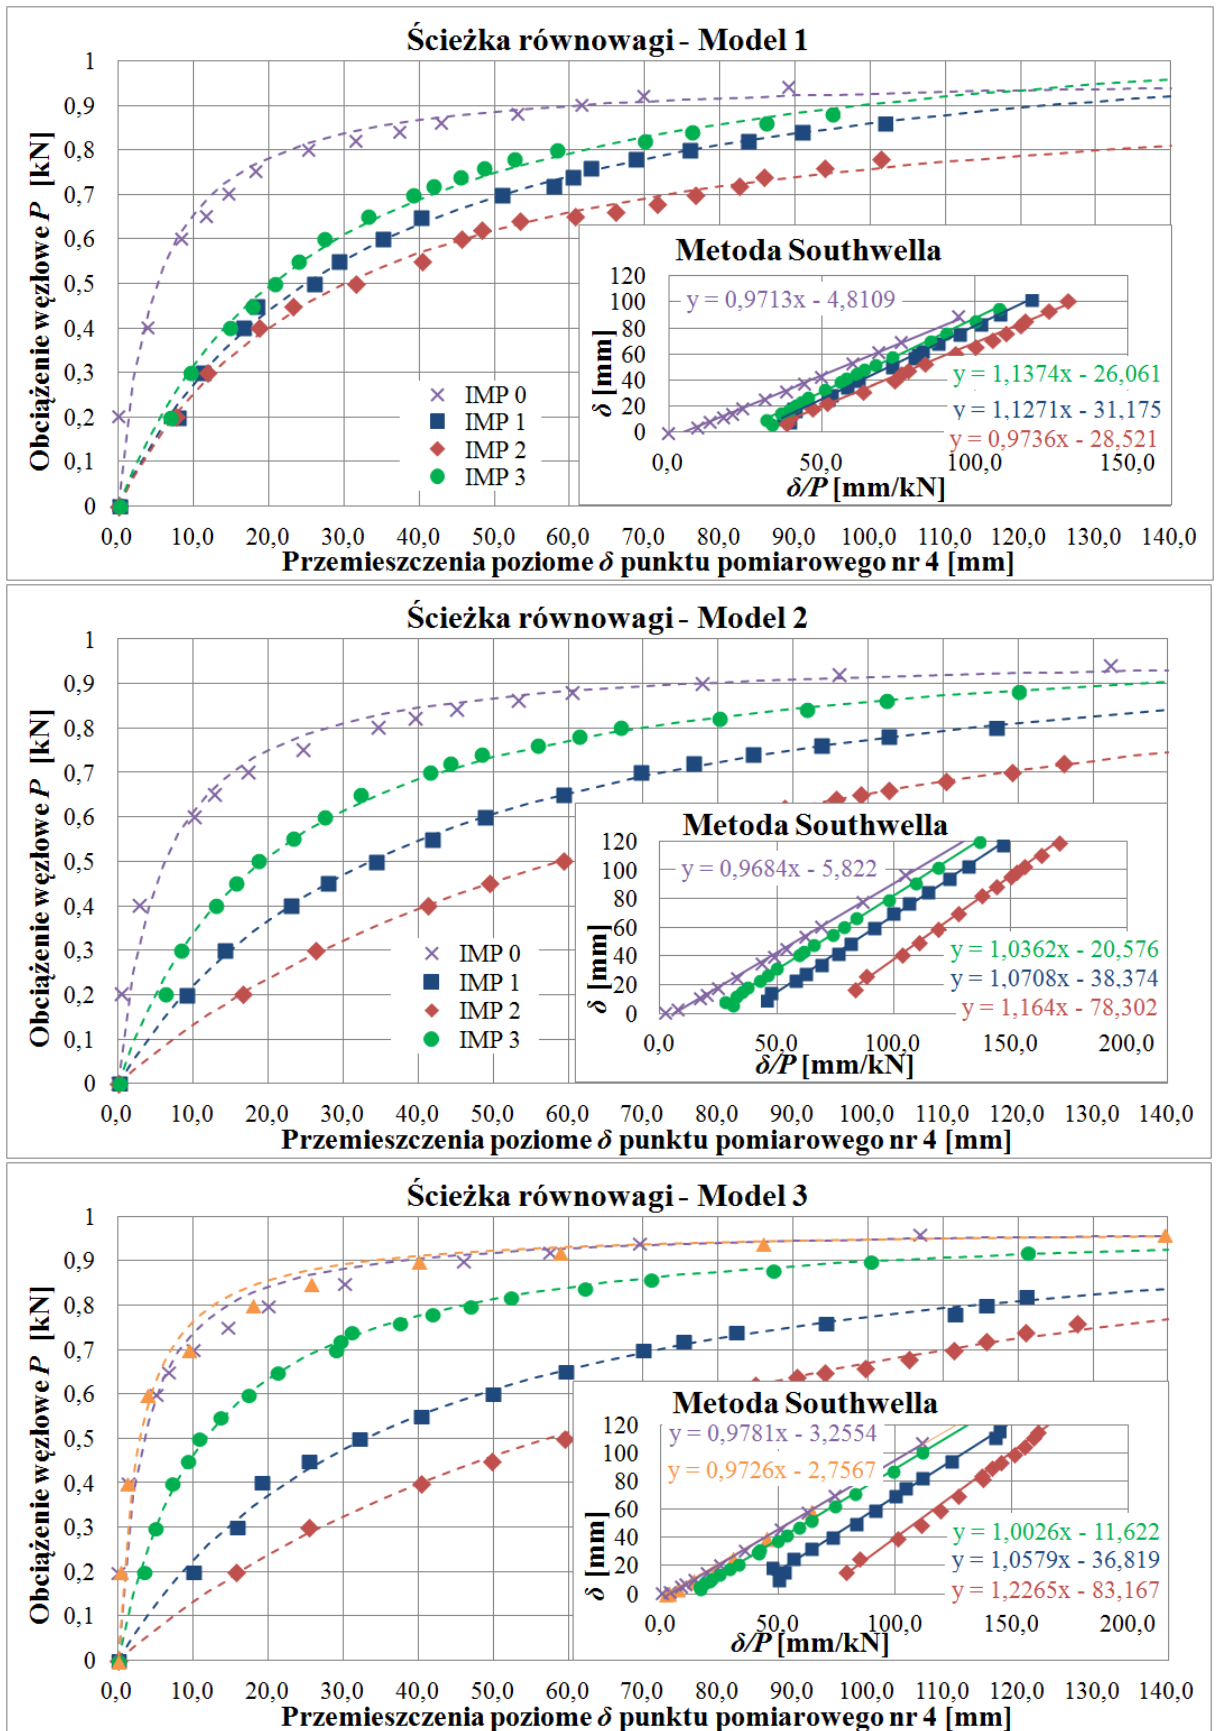 Ścieżka równowagi - Model 1
Obciążenie węzłowe P [kN]
1
0,9
0,8
0,7
0,6
0,5
0,4
0,3
0,2
0,1
0
IMP 0
IMP 1
IMP 2
IMP 3
Metoda Southwella
δ [mm]
120
100
80
60
40
20
0
y = 0,9713x - 4,8109
y = 1,1374x - 26,061
y = 1,1271x - 31,175
y = 0,9736x - 28,521
0,0 50,0 100,0 150,0
δ/P [mm/kN]
0,0 10,0 20,0 30,0 40,0 50,0 60,0 70,0 80,0 90,0 100,0 110,0 120,0 130,0 140,0
Przemieszczenia poziome δ punktu pomiarowego nr 4 [mm]
Ścieżka równowagi - Model 2
Obciążenie węzłowe P [kN]
1
0,9
0,8
0,7
0,6
0,5
0,4
0,3
0,2
0,1
0
IMP 0
IMP 1
IMP 2
IMP 3
Metoda Southwella
δ [mm]
120
100
80
60
40
20
0
y = 0,9684x - 5,822
y = 1,0362x - 20,576
y = 1,0708x - 38,374
y = 1,164x - 78,302
0,0 50,0 100,0 150,0 200,0
δ/P [mm/kN]
0,0 10,0 20,0 30,0 40,0 50,0 60,0 70,0 80,0 90,0 100,0 110,0 120,0 130,0 140,0
Przemieszczenia poziome δ punktu pomiarowego nr 4 [mm]
Ścieżka równowagi - Model 3
Obciążenie węzłowe P [kN]
1
0,9
0,8
0,7
0,6
0,5
0,4
0,3
0,2
0,1
0
Metoda Southwella
δ [mm]
120
100
80
60
40
20
0
y = 0,9781x - 3,2554
y = 0,9726x - 2,7567
y = 1,0026x - 11,622
y = 1,0579x - 36,819
y = 1,2265x - 83,167
0,0 50,0 100,0 150,0 200,0
δ/P [mm/kN]
0,0 10,0 20,0 30,0 40,0 50,0 60,0 70,0 80,0 90,0 100,0 110,0 120,0 130,0 140,0
Przemieszczenia poziome δ punktu pomiarowego nr 4 [mm]